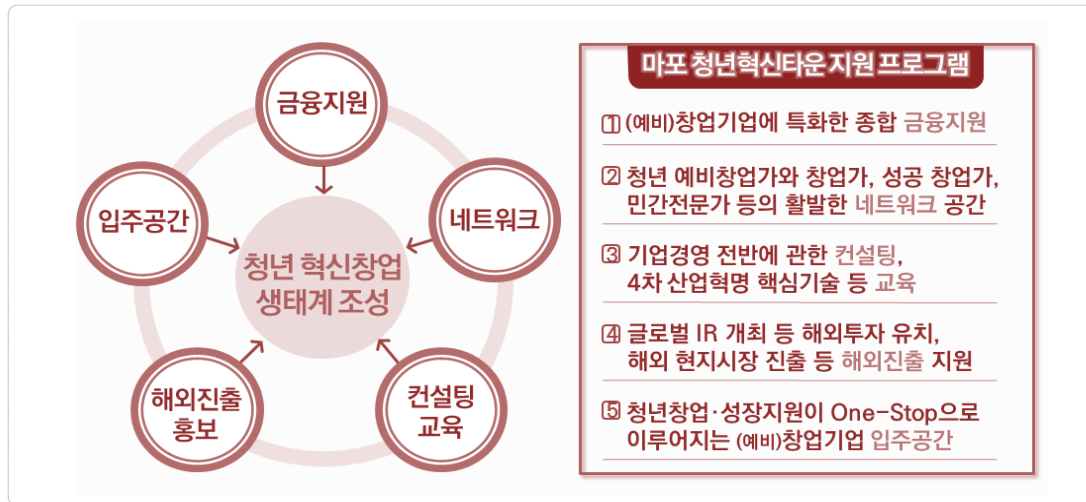 금융지원
입주공간
네트워크
청년 혁신창업
생태계 조성
해외진출
홍보
컨설팅
교육
마포 청년혁신타운 지원 프로그램
1 (예비)창업기업에 특화한 종합 금융지원
2 청년 예비창업가와 창업가, 성공 창업가,
민간전문가 등의 활발한 네트워크 공간
3 기업경영 전반에 관한 컨설팅,
4차 산업혁명 핵심기술 등 교육
4 글로벌 IR 개최 등 해외투자 유치,
해외 현지시장 진출 등 해외진출 지원
5 청년창업·성장지원이 One-Stop으로
이루어지는 (예비)창업기업 입주공간